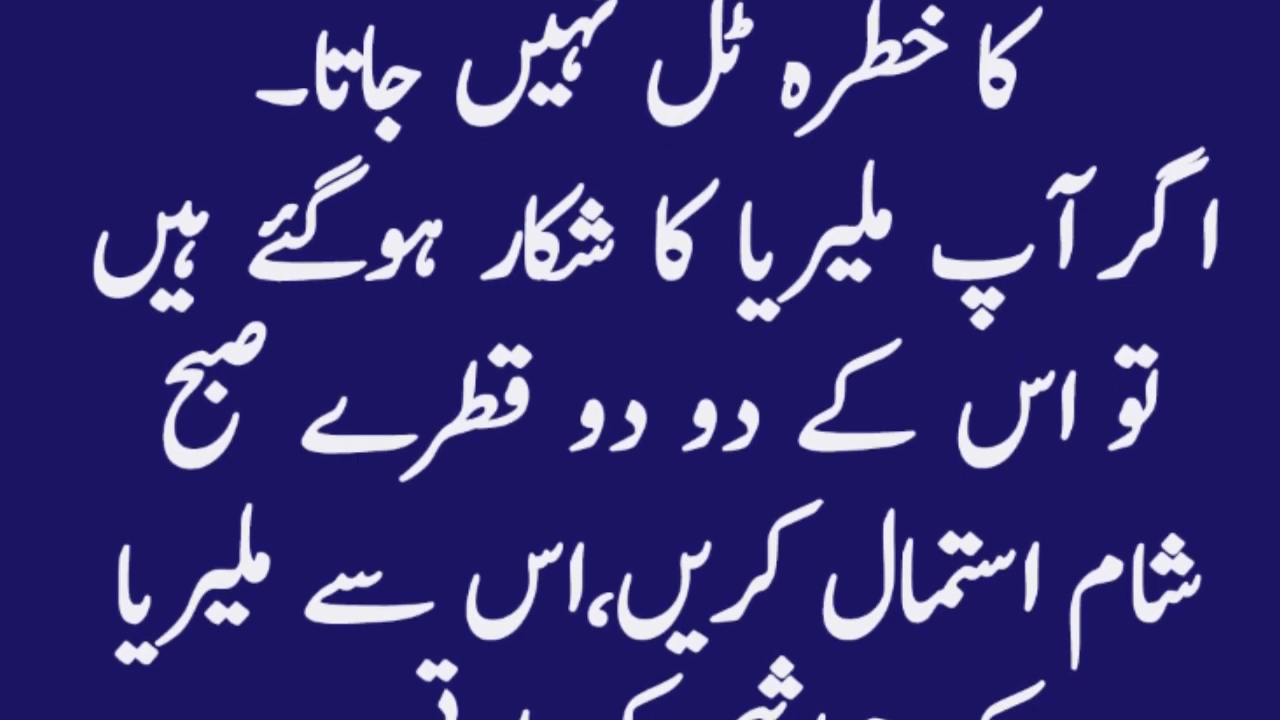 کا خطرہ ٹل نہیں جاتا۔
اگر آپ ملیریا کا شکار ہوگئے ہیں
تو اس کے دو دو قطرے صبح
شام استمال کریں،اس سے ملیریا